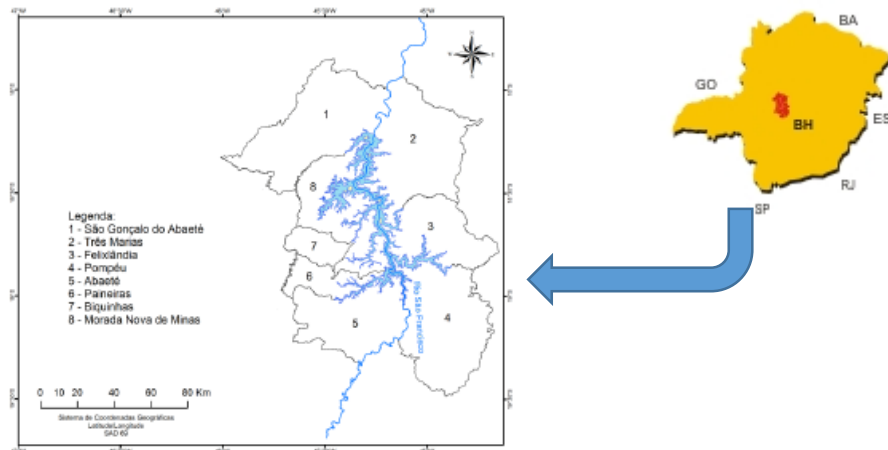 1
2
8
3
7
6
5
4
Rio São Francisco
Legenda:
1 - São Gonçalo do Abaeté
2 - Três Marias
3 - Felixlândia
4 - Pompéu
5 - Abaeté
6 - Paineiras
7 - Biquinhas
8 - Morada Nova de Minas
0 10 20 40 60 80 Km
Sistema de Coordenadas Geográficas
Latitude/Longitude
SAD 69
BA
GO
ES
BH
RJ
SP